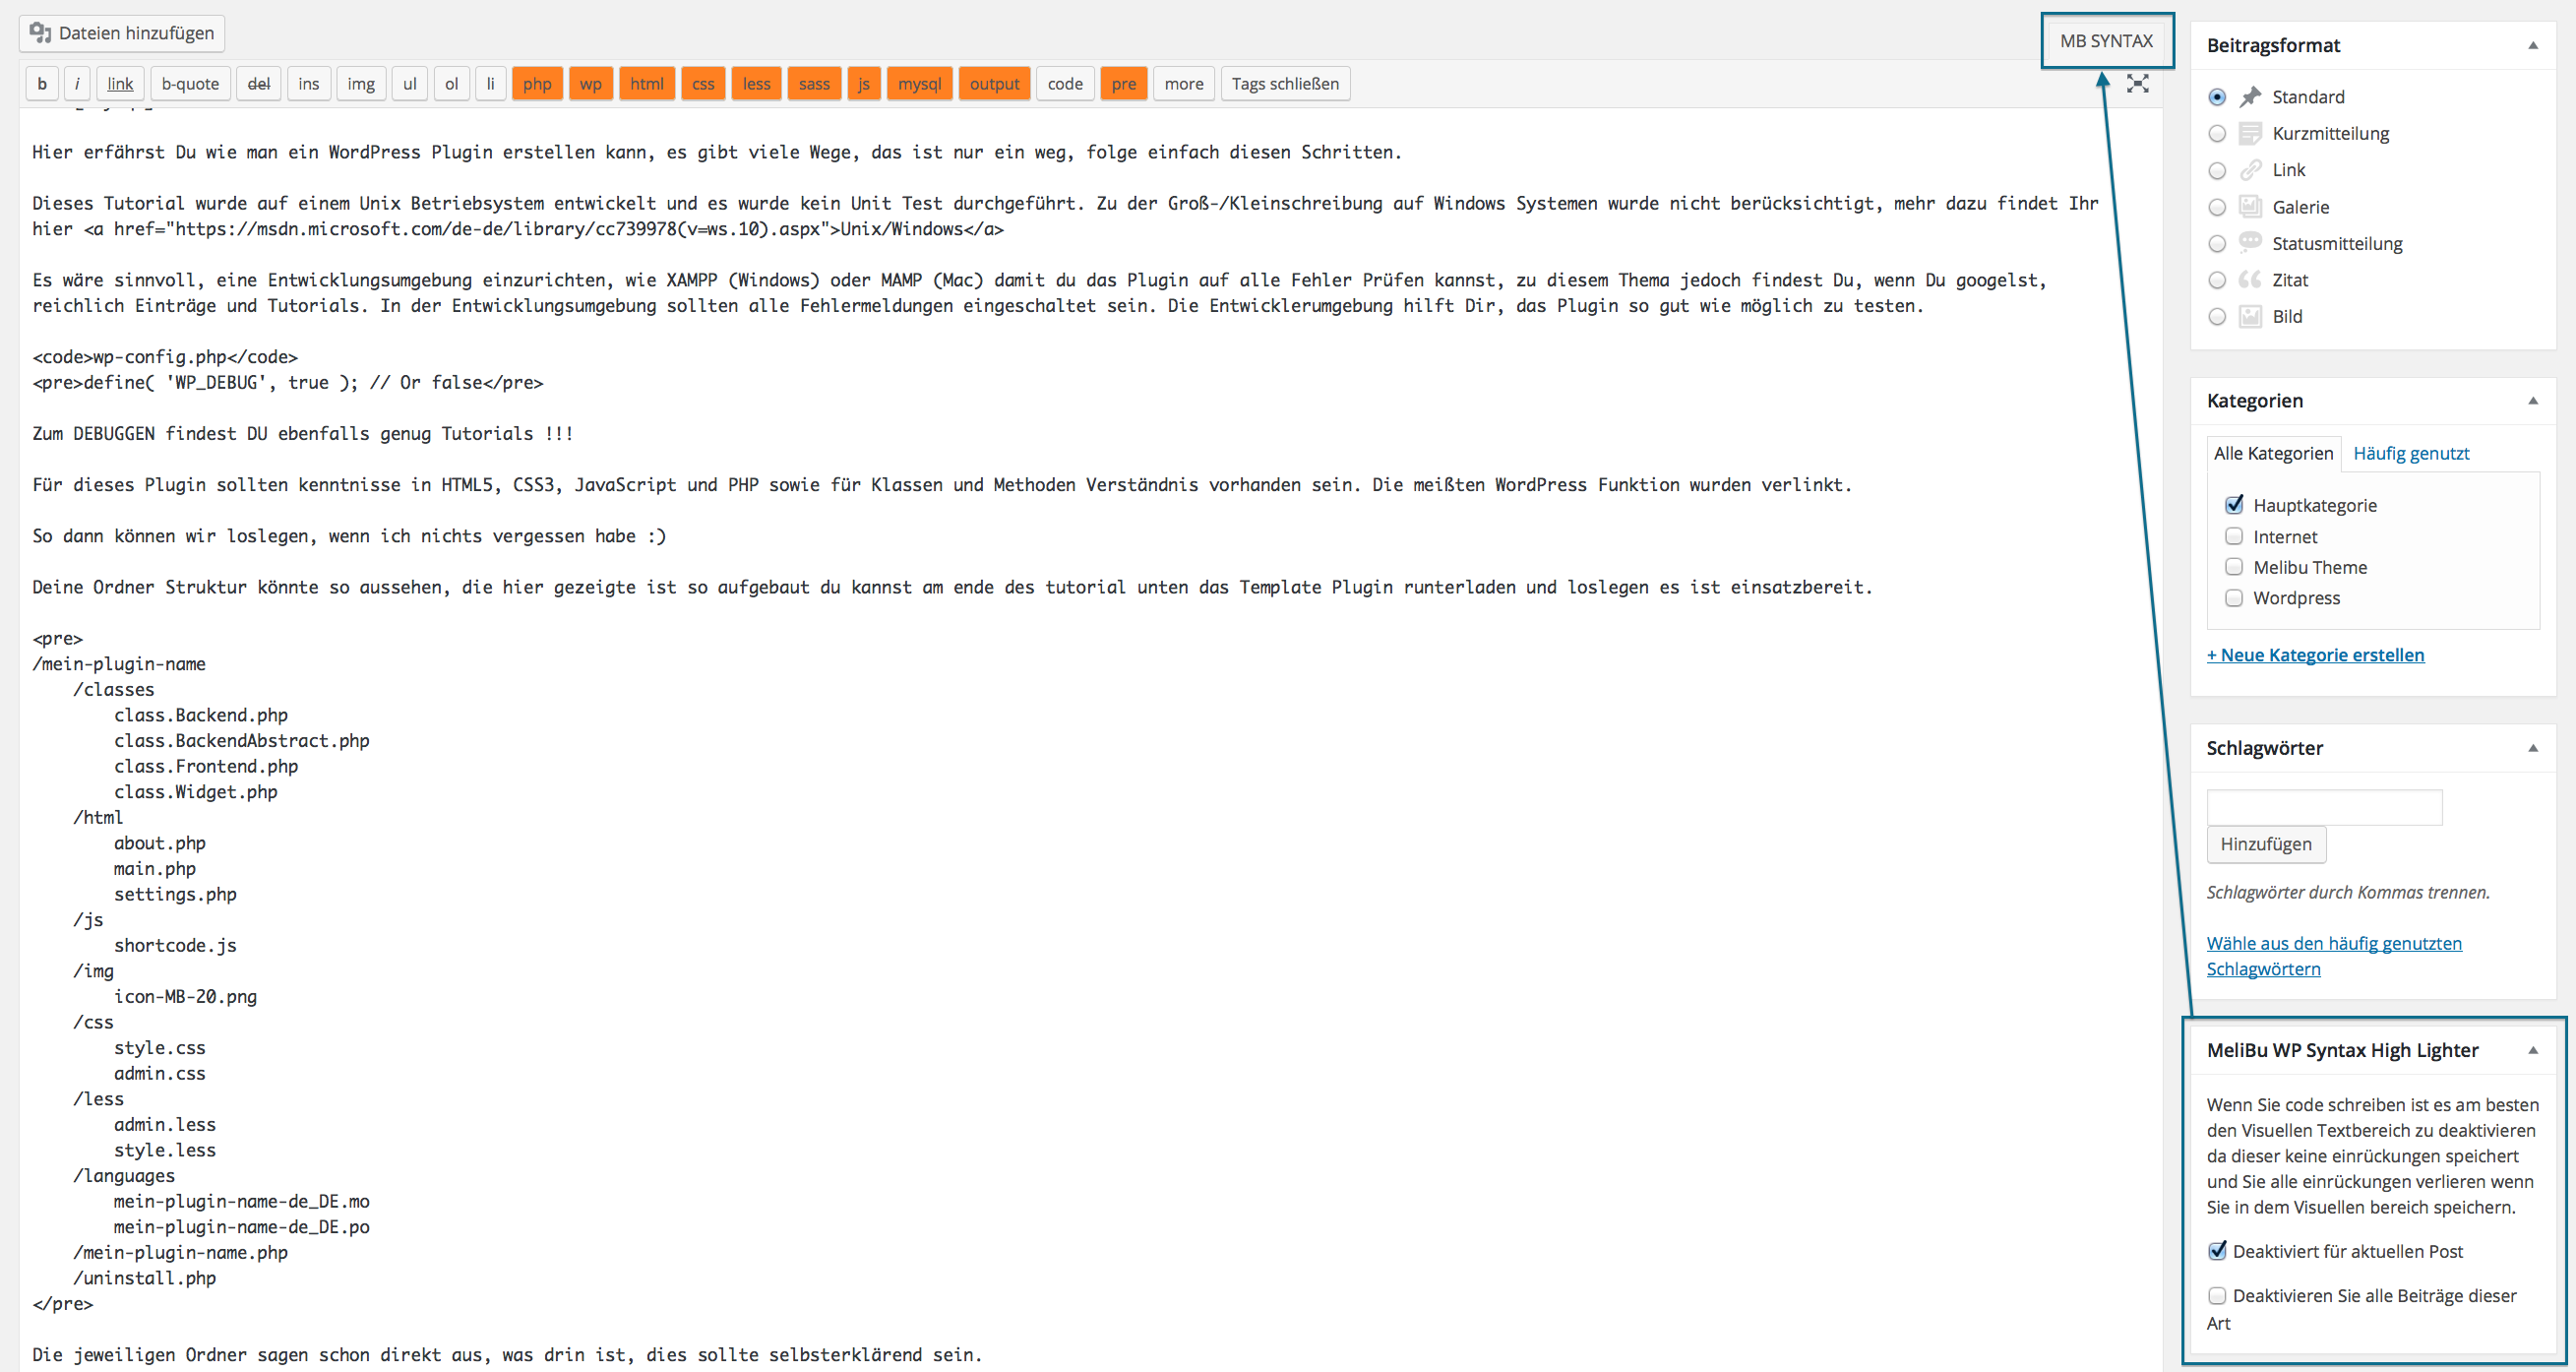 Dateien hinzufügen
MB SYNTAX
b i link b-quote del ins img ul ol li php wp html css less sass js mysql output code pre more Tags schließen
Hier erfährst Du wie man ein WordPress Plugin erstellen kann, es gibt viele Wege, das ist nur ein weg, folge einfach diesen Schritten.
Dieses Tutorial wurde auf einem Unix Betriebsystem entwickelt und es wurde kein Unit Test durchgeführt. Zu der Groß-/Kleinschreibung auf Windows Systemen wurde nicht berücksichtigt, mehr dazu findet Ihr
hier <a href="https://msdn.microsoft.com/de-de/library/cc739978(v=ws.10).aspx">Unix/Windows</a>
Es wäre sinnvoll, eine Entwicklungsumgebung einzurichten, wie XAMPP (Windows) oder MAMP (Mac) damit du das Plugin auf alle Fehler Prüfen kannst, zu diesem Thema jedoch findest Du, wenn Du googelst,
reichlich Einträge und Tutorials. In der Entwicklungsumgebung sollten alle Fehlermeldungen eingeschaltet sein. Die Entwicklerumgebung hilft Dir, das Plugin so gut wie möglich zu testen.
<code>wp-config.php</code>
<pre>define( 'WP_DEBUG', true ); // Or false</pre>
Zum DEBUGGEN findest DU ebenfalls genug Tutorials !!!
Für dieses Plugin sollten kenntnisse in HTML5, CSS3, JavaScript und PHP sowie für Klassen und Methoden Verständnis vorhanden sein. Die meißten WordPress Funktion wurden verlinkt.
So dann können wir loslegen, wenn ich nichts vergessen habe :)
Deine Ordner Struktur könnte so aussehen, die hier gezeigte ist so aufgebaut du kannst am ende des tutorial unten das Template Plugin runterladen und loslegen es ist einsatzbereit.
<pre>
/mein-plugin-name
/classes
class.Backend.php
class.BackendAbstract.php
class.Frontend.php
class.Widget.php
/html
about.php
main.php
settings.php
/js
shortcode.js
/img
icon-MB-20.png
/css
style.css
admin.css
/less
admin.less
style.less
/languages
mein-plugin-name-de_DE.mo
mein-plugin-name-de_DE.po
/mein-plugin-name.php
/uninstall.php
</pre>
Die jeweiligen Ordner sagen schon direkt aus, was drin ist, dies sollte selbsterklärend sein.
Beitragsformat
Standard
Kurzmitteilung
Link
Galerie
Statusmitteilung
Zitat
Bild
Kategorien
Alle Kategorien Häufig genutzt
Hauptkategorie
Internet
Melibu Theme
Wordpress
+ Neue Kategorie erstellen
Schlagwörter
Hinzufügen
Schlagwörter durch Kommas trennen.
Wähle aus den häufig genutzten
Schlagwörtern
MeliBu WP Syntax High Lighter
Wenn Sie code schreiben ist es am besten
den Visuellen Textbereich zu deaktivieren
da dieser keine einrückungen speichert
und Sie alle einrückungen verlieren wenn
Sie in dem Visuellen bereich speichern.
Deaktiviert für aktuellen Post
Deaktivieren Sie alle Beiträge dieser
Art